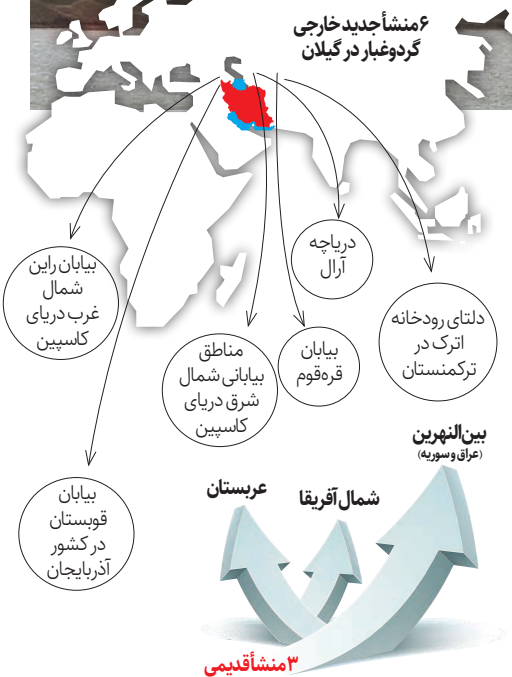 ۶منشأجدیدخارجی
گردوغبار در گیلان
دریاچه
آرال
بیابان راین
شمال
غرب دریای
کاسپین
دلتای رودخانه
اترک در
ترکمنستان
بیابان
قره‌قوم
مناطق
بیابانی شمال
شرق دریای
کاسپین
بین‌النهرین
(عراق و سوریه)
شمال آفریقا
عربستان
بیابان
قوبستان
در کشور
آذربایجان
۳منشأقدیمی